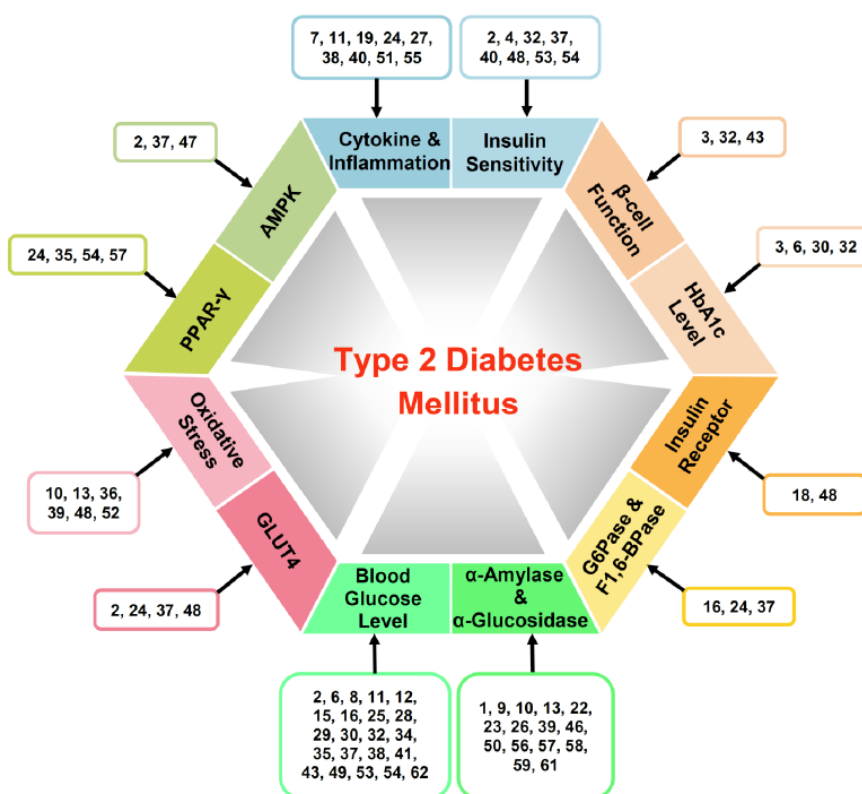 7, 11, 19, 24, 27,
38, 40, 51, 55
2, 4, 32, 37,
40, 48, 53, 54
2, 37, 47
3, 32, 43
Cytokine &
Inflammation
Insulin
Sensitivity
AMPK
β-cell
Function
24, 35, 54, 57
3, 6, 30, 32
PPAR-γ
HbA1c
Level
Type 2 Diabetes
Mellitus
Oxidative
Stress
Insulin
Receptor
10, 13, 36,
39, 48, 52
18, 48
GLUT4
G6Pase &
F1,6-BPase
2, 24, 37, 48
16, 24, 37
Blood
Glucose
Level
α-Amylase
&
α-Glucosidase
2, 6, 8, 11, 12,
15, 16, 25, 28,
29, 30, 32, 34,
35, 37, 38, 41,
43, 49, 53, 54, 62
1, 9, 10, 13, 22,
23, 26, 39, 46,
50, 56, 57, 58,
59, 61